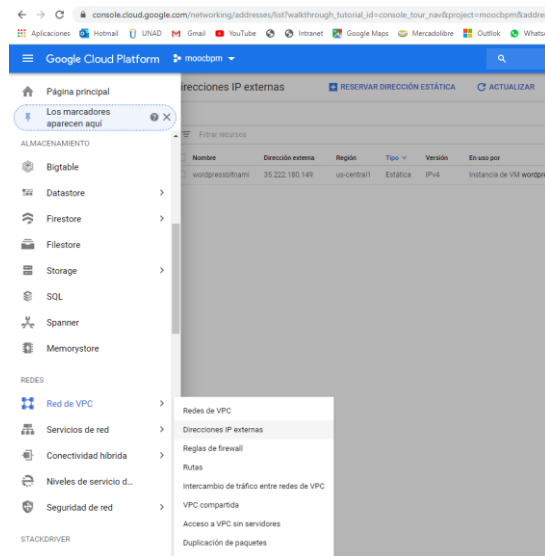 console.cloud.google.com/networking/addresses/list?walkthrough_tutorial_id=console_tour_nav&project=moocbpm&addre
Aplicaciones Hotmail UNAD Gmail YouTube Intranet Google Maps Mercadolibre Outllok Whats
Google Cloud Platform moocbpm
Página principal
irecciones IP externas RESERVAR DIRECCIÓN ESTÁTICA ACTUALIZAR
Los marcadores
aparecen aquí
Filtrar recursos
ALMACENAMIENTO
Nombre Dirección externa Región Tipo Versión En uso por
wordpressbitnami 35.222.180.149 us-central1 Estática IPv4 Instancia de VM wordpre
Bigtable
Datastore
Firestore
Filestore
Storage
SQL
Spanner
Memorystore
REDES
Red de VPC
Servicios de red
Conectividad híbrida
Niveles de servicio d...
Seguridad de red
STACKDRIVER
Redes de VPC
Direcciones IP externas
Reglas de firewall
Rutas
Intercambio de tráfico entre redes de VPC
VPC compartida
Acceso a VPC sin servidores
Duplicación de paquetes